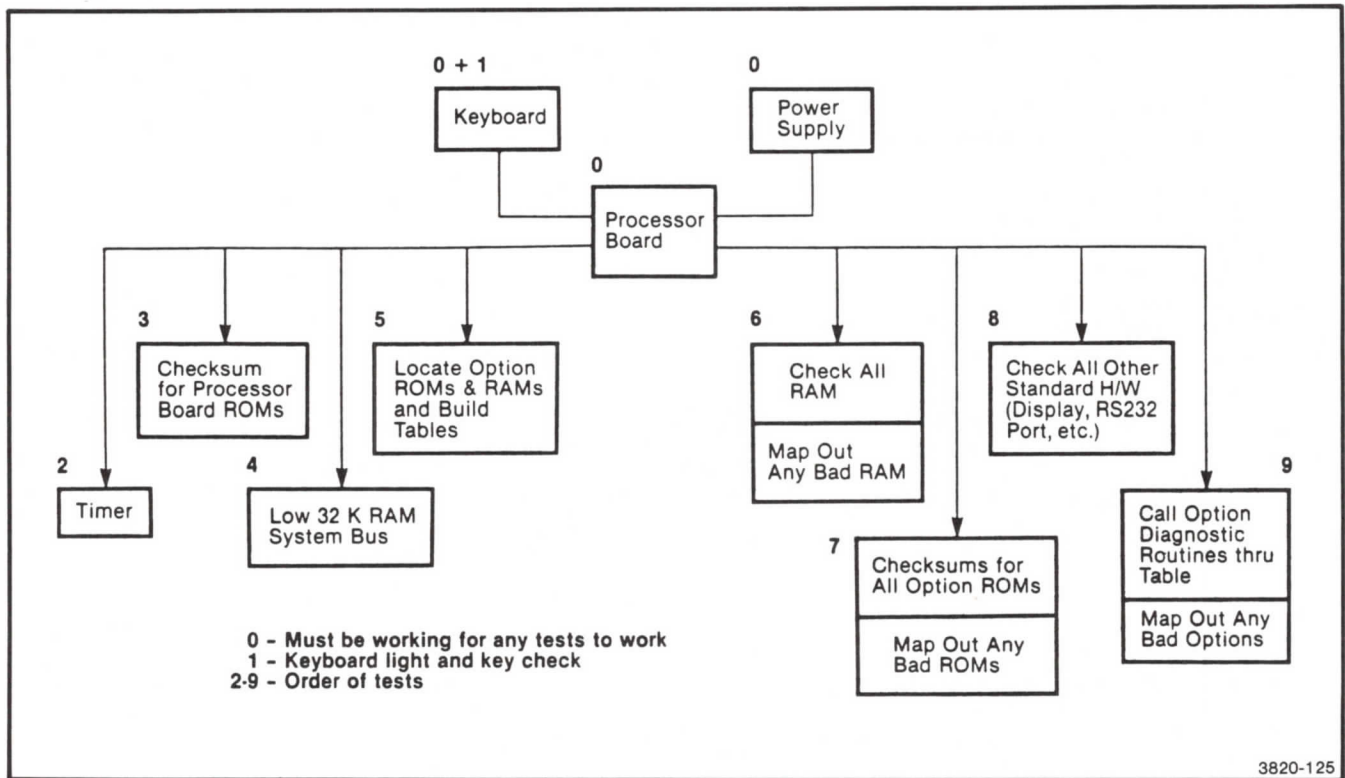 0 + 1
Keyboard
0
Power
Supply
0
Processor
Board
2
Timer
3
Checksum
for Processor
Board ROMs
4
Low 32 K RAM
System Bus
5
Locate Option
ROMs & RAMs
and Build
Tables
6
Check All
RAM
Map Out
Any Bad RAM
7
Checksums for
All Option ROMs
Map Out Any
Bad ROMs
8
Check All Other
Standard H/W
(Display, RS232
Port, etc.)
9
Call Option
Diagnostic
Routines thru
Table
Map Out Any
Bad Options
0 - Must be working for any tests to work
1 - Keyboard light and key check
2-9 - Order of tests
3820-125